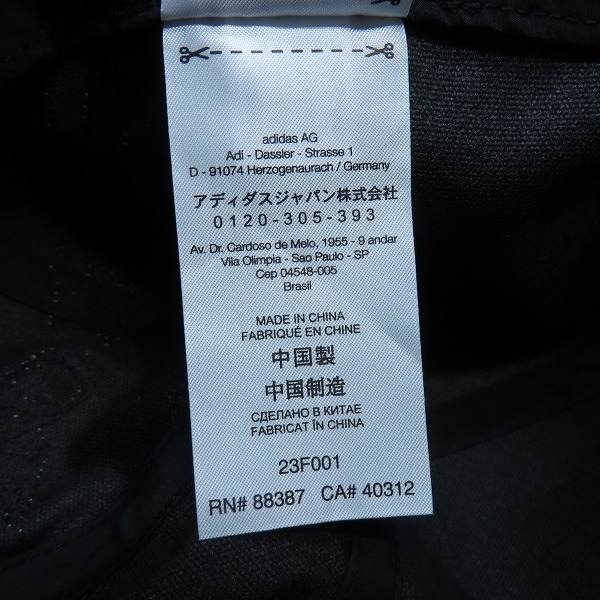 adidas AG
Adi - Dassler - Strasse 1
D - 91074 Herzogenaurach / Germany
アディダスジャパン株式会社
0120-305-393
Av. Dr. Cardoso de Melo, 1955 - 9 andar
Vila Olimpia - Sao Paulo - SP
Cep 04548-005
Brasil
MADE IN CHINA
FABRIQUÉ EN CHINE
中国製
中国制造
СДЕЛАНО В КИТАЕ
FABRICAT ÎN CHINA
23F001
RN# 88387 CA# 40312